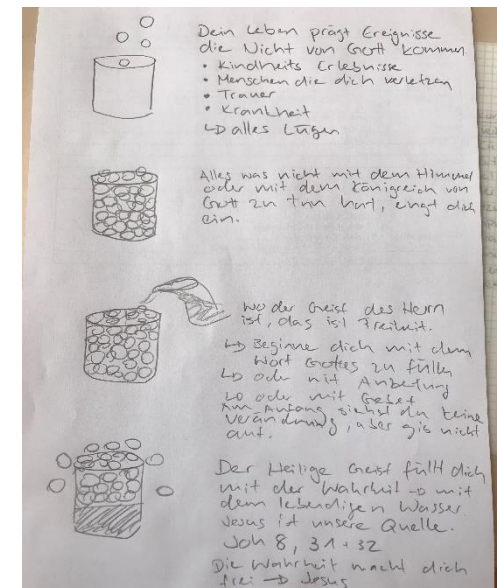 Dein Leben prägt Ereignisse
die Nicht von Gott kommen
• Kindheits Erlebnisse
• Menschen die dich verletzen
• Trauer
• Krankheit
↳ alles Lügen
Alles was nicht mit dem Himmel
oder mit dem Königreich von
Gott zu tun hat, engt dich
ein.
wo der Geist des Herrn
ist, das ist Freiheit.
↳ Beginne dich mit dem
Wort Gottes zu füllen
↳ oder mit Anbetung
↳ oder mit Gebet
Am Anfang siehst du keine
Veränderung, aber gib nicht
auf.
Der Heilige Geist füllt dich
mit der Wahrheit → mit
dem lebendigen Wasser
Jesus ist unsere Quelle.
Joh 8, 31+32
Die Wahrheit macht dich
frei → Jesus